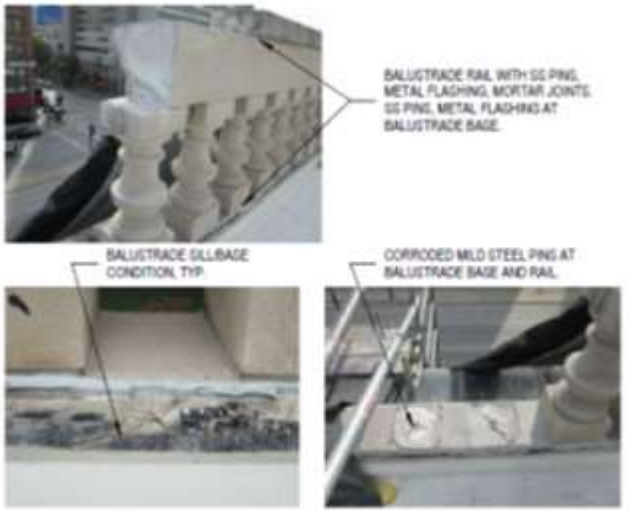 BALUSTRADE RAIL WITH SS PINS,
METAL FLASHING, MORTAR JOINTS.
SS PINS, METAL FLASHING AT
BALUSTRADE BASE.
BALUSTRADE SILL/BASE
CONDITION, TYP.
CORRODED MILD STEEL PINS AT
BALUSTRADE BASE AND RAIL.